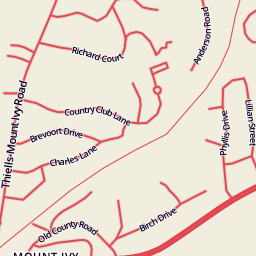 Anderson Road
Richard Court
Thiells-Mount Ivy Road
Country Club Lane
Lilliam Street
Phyllis Drive
Brevoort Drive
Charles Lane
Birch Drive
Old County Road
MOUNT IVY